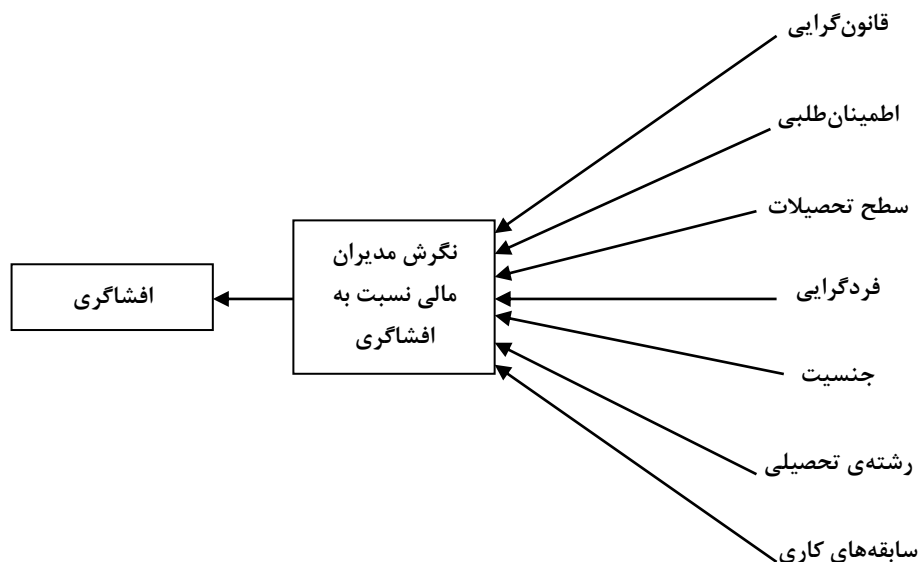 قانون‌گرایی
اطمینان‌طلبی
سطح تحصیلات
فردگرایی
جنسیت
رشته‌ی تحصیلی
سابقه‌های کاری
نگرش مدیران
مالی نسبت به
افشاگری
افشاگری